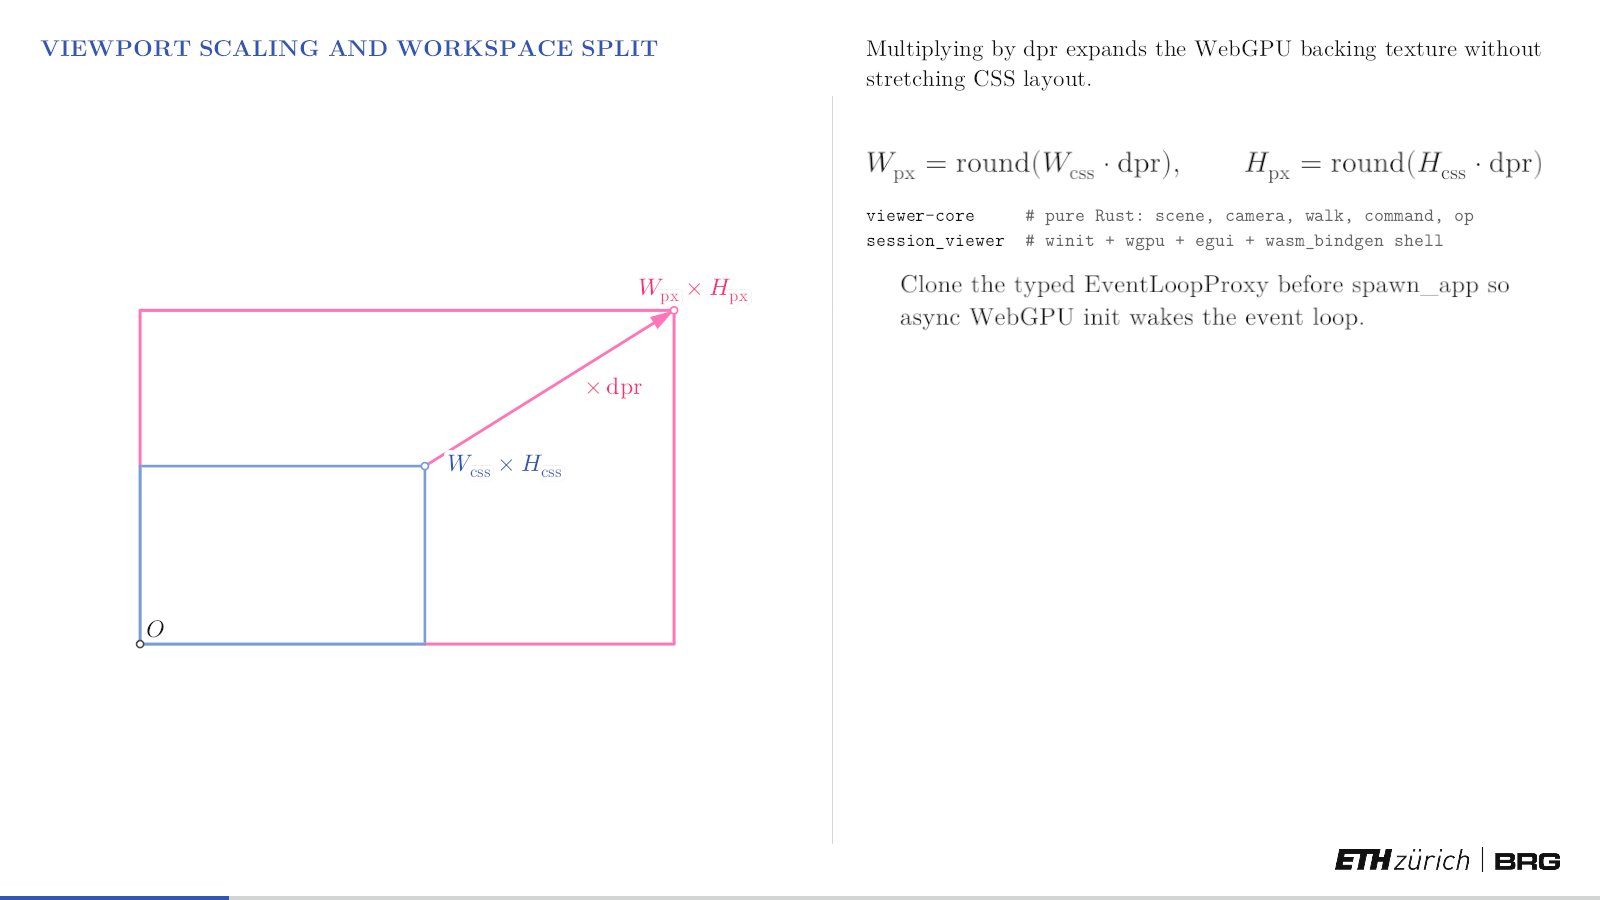 VIEWPORT SCALING AND WORKSPACE SPLIT
W_px × H_px
× dpr
W_css × H_css
O
Multiplying by dpr expands the WebGPU backing texture without
stretching CSS layout.
W_px = round(W_css · dpr), H_px = round(H_css · dpr)
viewer-core # pure Rust: scene, camera, walk, command, op
session_viewer # winit + wgpu + egui + wasm_bindgen shell
Clone the typed EventLoopProxy before spawn_app so
async WebGPU init wakes the event loop.
ETH zürich | BRG